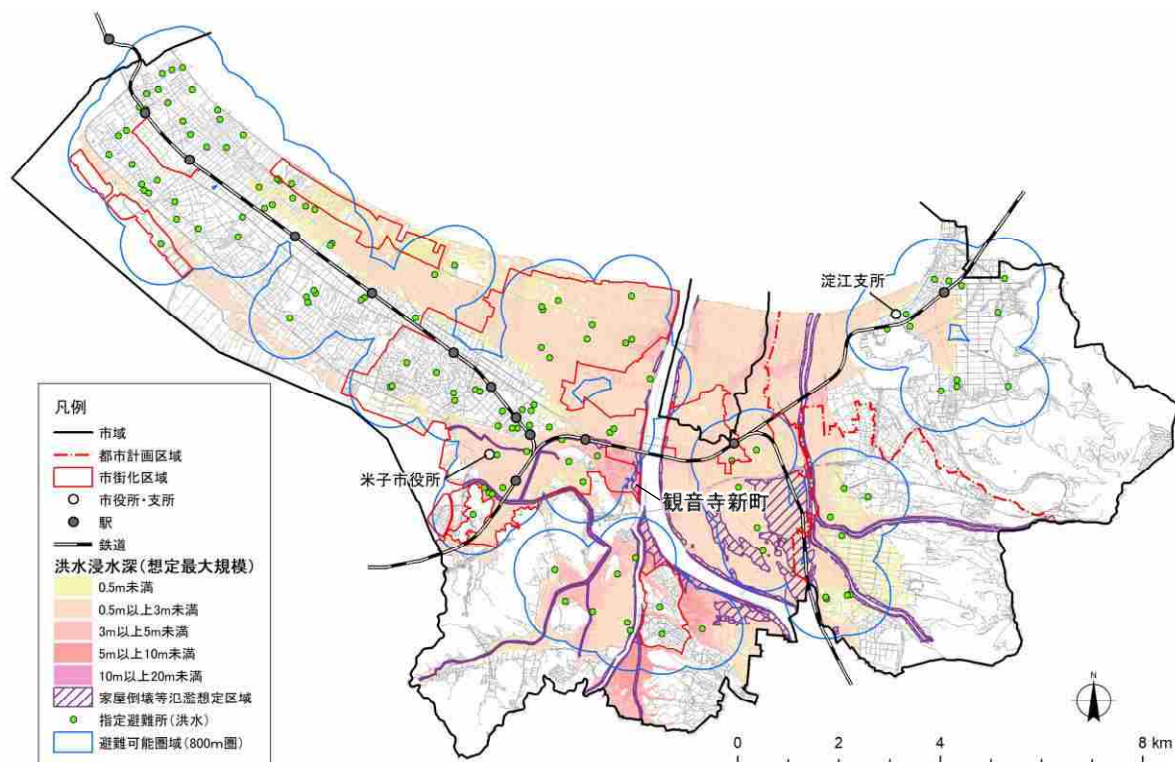 淀江支所
米子市役所
観音寺新町
凡例
市域
都市計画区域
市街化区域
市役所・支所
駅
鉄道
洪水浸水深(想定最大規模)
0.5m未満
0.5m以上3m未満
3m以上5m未満
5m以上10m未満
10m以上20m未満
家屋倒壊等氾濫想定区域
指定避難所(洪水)
避難可能圏域(800m圏)
N
0 2 4 6 8 km